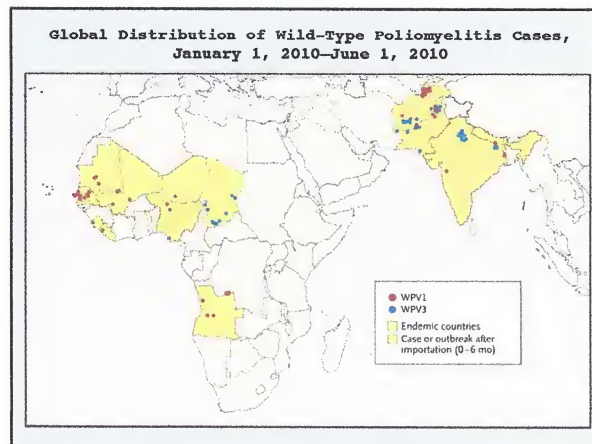 Global Distribution of Wild-Type Poliomyelitis Cases,
January 1, 2010—June 1, 2010
WPV1
WPV3
Endemic countries
Case or outbreak after
importation (0–6 mo)